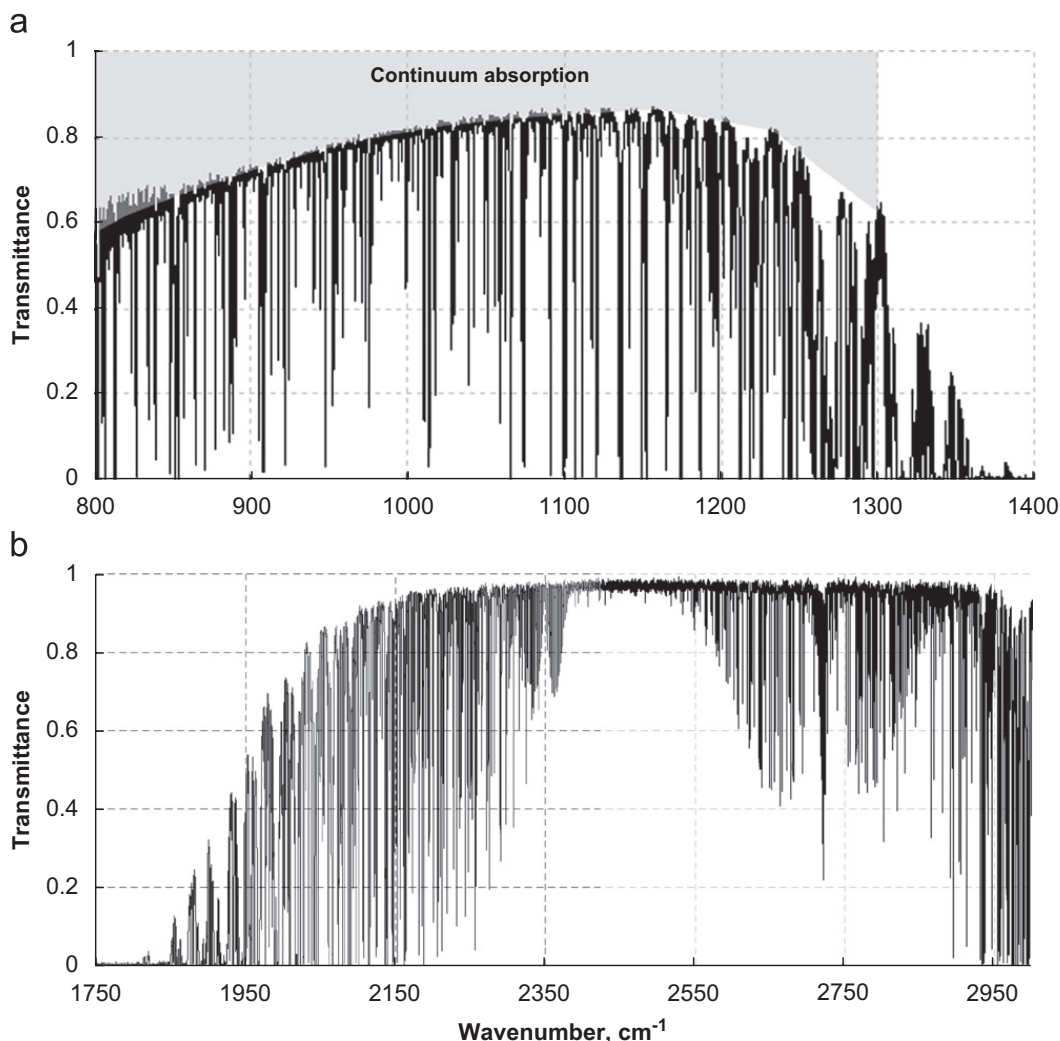 a
1
Continuum absorption
0.8
0.6
0.4
0.2
0
Transmittance
800 900 1000 1100 1200 1300 1400
b
1
0.8
0.6
0.4
0.2
0
Transmittance
1750 1950 2150 2350 2550 2750 2950
Wavenumber, cm-1